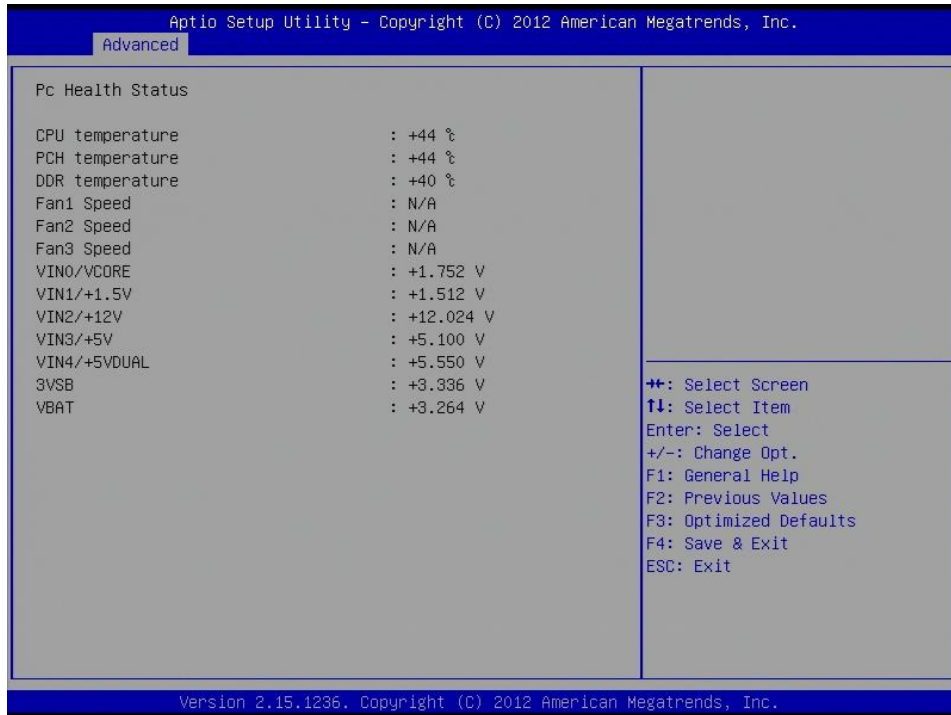 Aptio Setup Utility – Copyright (C) 2012 American Megatrends, Inc.
Advanced
Pc Health Status
CPU temperature : +44 ℃
PCH temperature : +44 ℃
DDR temperature : +40 ℃
Fan1 Speed : N/A
Fan2 Speed : N/A
Fan3 Speed : N/A
VIN0/VCORE : +1.752 V
VIN1/+1.5V : +1.512 V
VIN2/+12V : +12.024 V
VIN3/+5V : +5.100 V
VIN4/+5VDUAL : +5.550 V
3VSB : +3.336 V
VBAT : +3.264 V
→←: Select Screen
↑↓: Select Item
Enter: Select
+/-: Change Opt.
F1: General Help
F2: Previous Values
F3: Optimized Defaults
F4: Save & Exit
ESC: Exit
Version 2.15.1236. Copyright (C) 2012 American Megatrends, Inc.